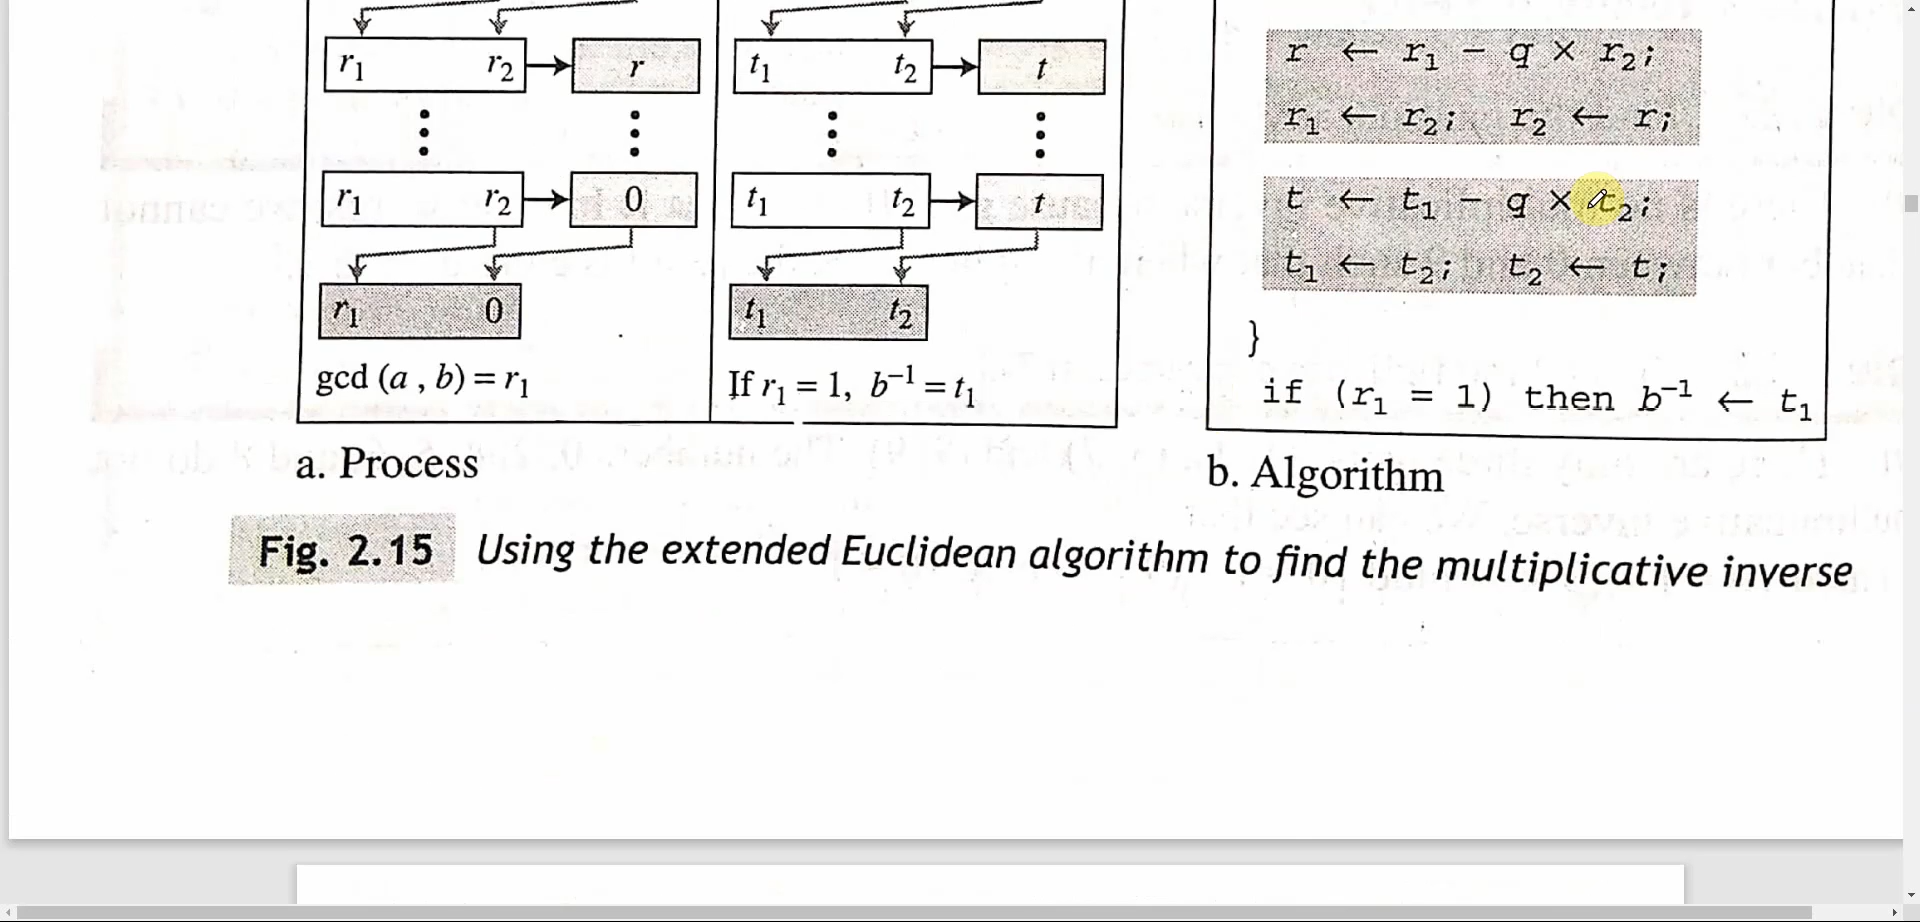 r₁ r₂ r
t₁ t₂ t
r₁ r₂ 0
t₁ t₂ t
r₁ 0
t₁ t₂
gcd (a , b) = r₁
If r₁ = 1, b⁻¹ = t₁
a. Process
r ← r₁ − q × r₂;
r₁ ← r₂; r₂ ← r;
t ← t₁ − q × t₂;
t₁ ← t₂; t₂ ← t;
}
if (r₁ = 1) then b⁻¹ ← t₁
b. Algorithm
Fig. 2.15 Using the extended Euclidean algorithm to find the multiplicative inverse